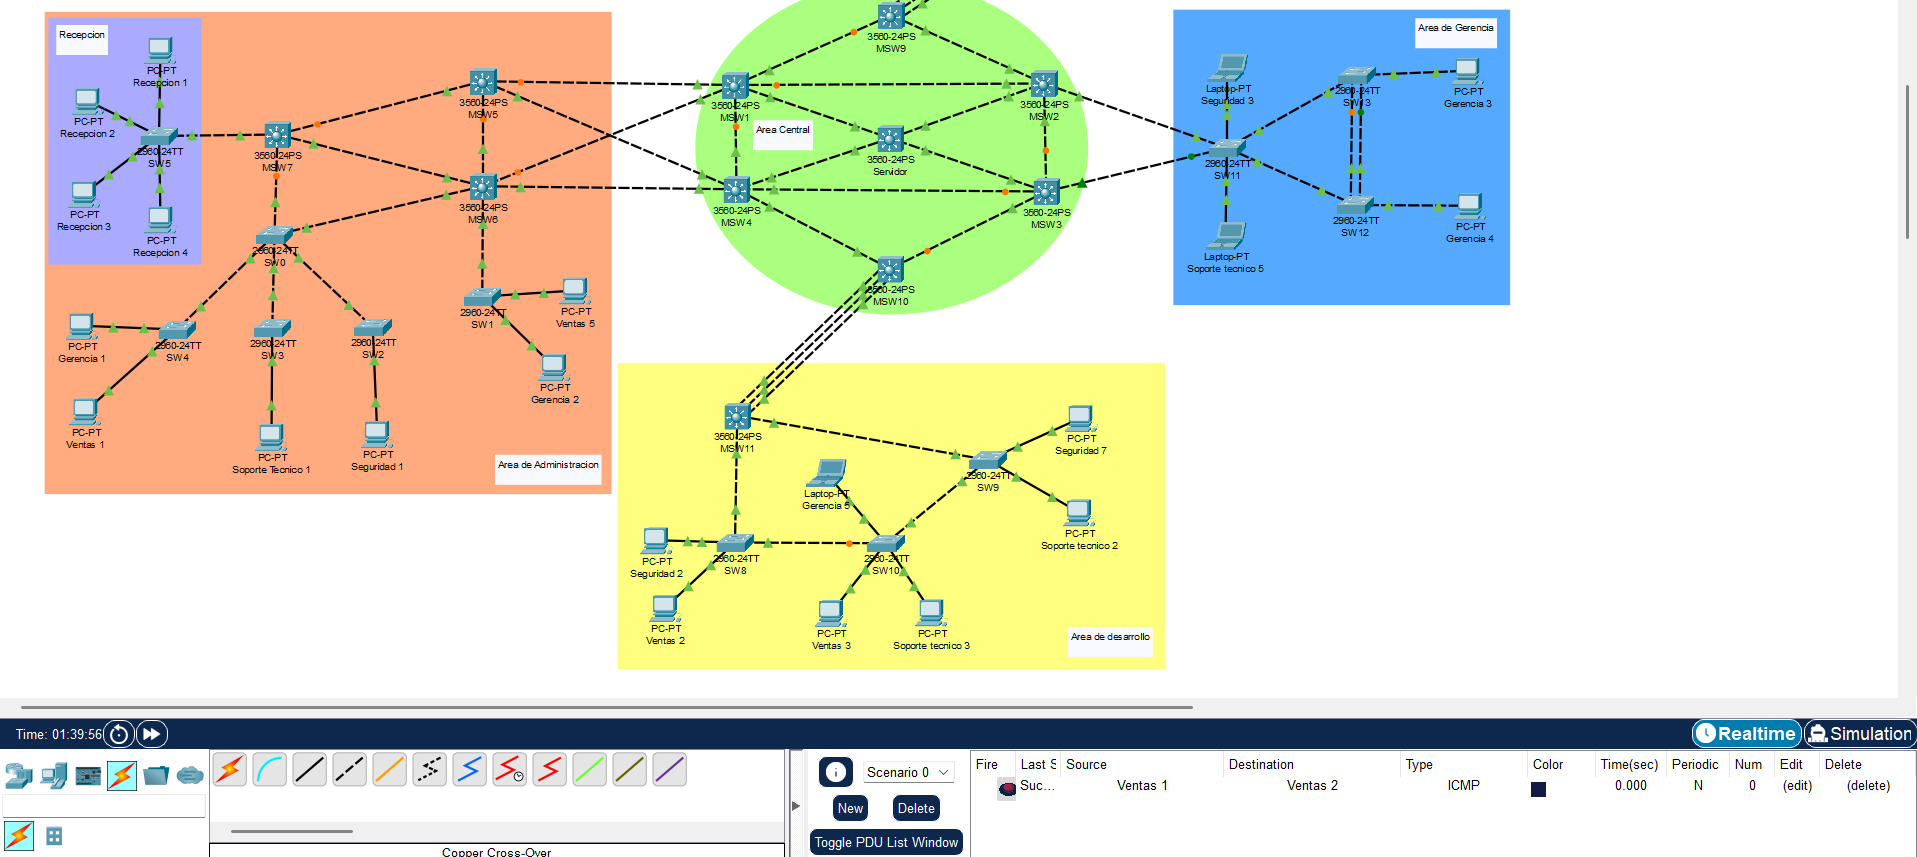 Recepcion
PC-PT
Recepcion 1
PC-PT
Recepcion 2
2960-24TT
SW5
PC-PT
Recepcion 3
PC-PT
Recepcion 4
3560-24PS
MSW7
3560-24PS
MSW5
3560-24PS
MSW6
2960-24TT
SW0
2960-24TT
SW1
PC-PT
Ventas 5
PC-PT
Gerencia 2
PC-PT
Gerencia 1
2960-24TT
SW4
2960-24TT
SW3
2960-24TT
SW2
PC-PT
Ventas 1
PC-PT
Soporte Tecnico 1
PC-PT
Seguridad 1
Area de Administracion
3560-24PS
MSW9
3560-24PS
MSW1
3560-24PS
MSW2
Area Central
3560-24PS
Servidor
3560-24PS
MSW4
3560-24PS
MSW3
3560-24PS
MSW10
Area de Gerencia
Laptop-PT
Seguridad 3
2960-24TT
SW13
PC-PT
Gerencia 3
2960-24TT
SW11
2960-24TT
SW12
PC-PT
Gerencia 4
Laptop-PT
Soporte tecnico 5
3560-24PS
MSW11
Laptop-PT
Gerencia 5
2960-24TT
SW9
PC-PT
Seguridad 7
PC-PT
Soporte tecnico 2
PC-PT
Seguridad 2
2960-24TT
SW8
2960-24TT
SW10
PC-PT
Ventas 2
PC-PT
Ventas 3
PC-PT
Soporte tecnico 3
Area de desarrollo
Time: 01:39:56
Realtime
Simulation
Scenario 0
New
Delete
Toggle PDU List Window
Copper Cross-Over
Fire Last S Source Destination Type Color Time(sec) Periodic Num Edit Delete
Suc... Ventas 1 Ventas 2 ICMP 0.000 N 0 (edit) (delete)